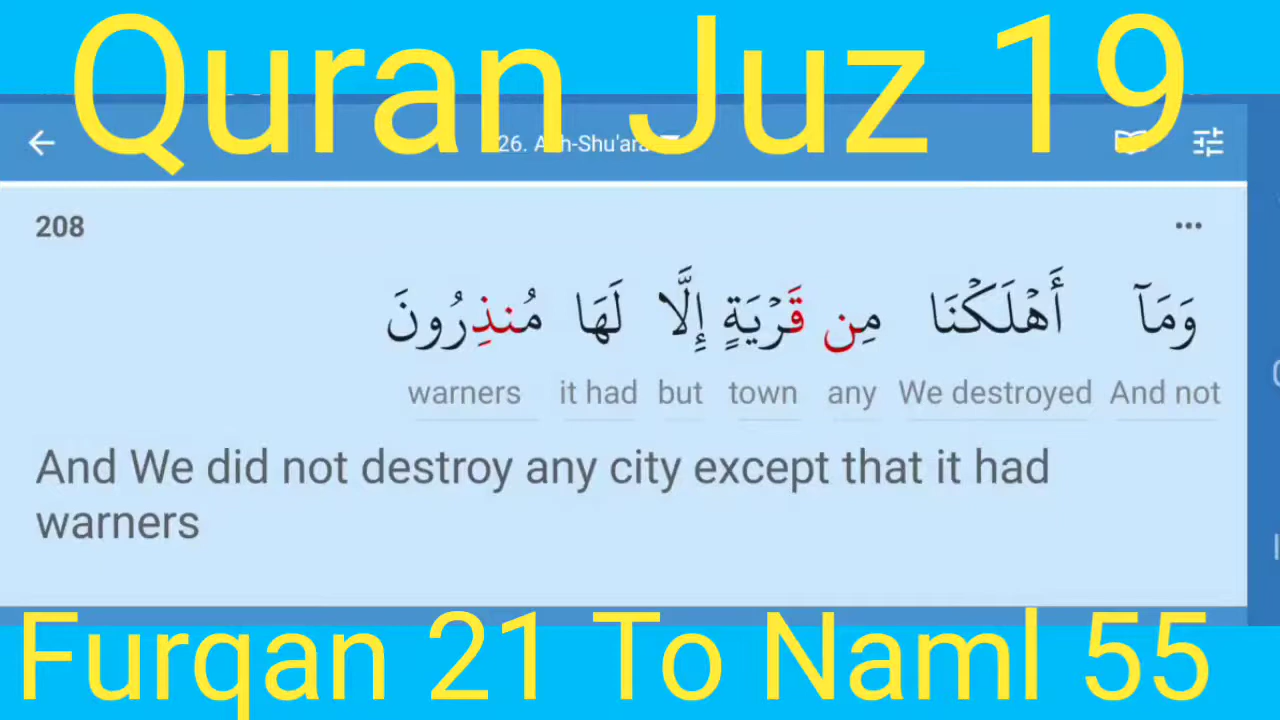 Quran Juz 19
26. Ash-Shu'ara
208
وَمَآ أَهْلَكْنَا مِن قَرْيَةٍ إِلَّا لَهَا مُنذِرُونَ
warners it had but town any We destroyed And not
And We did not destroy any city except that it had
warners
Furqan 21 To Naml 55